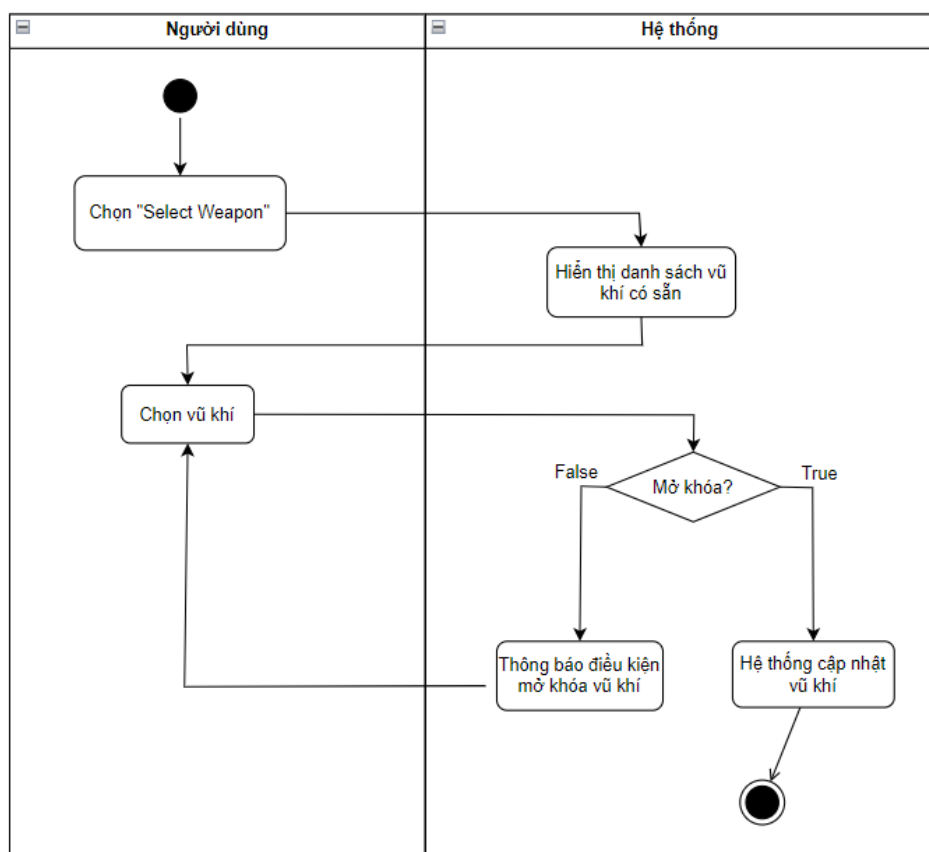 Người dùng
Hệ thống
Chọn "Select Weapon"
Hiển thị danh sách vũ
khí có sẵn
Chọn vũ khí
False
True
Mở khóa?
Thông báo điều kiện
mở khóa vũ khí
Hệ thống cập nhật
vũ khí